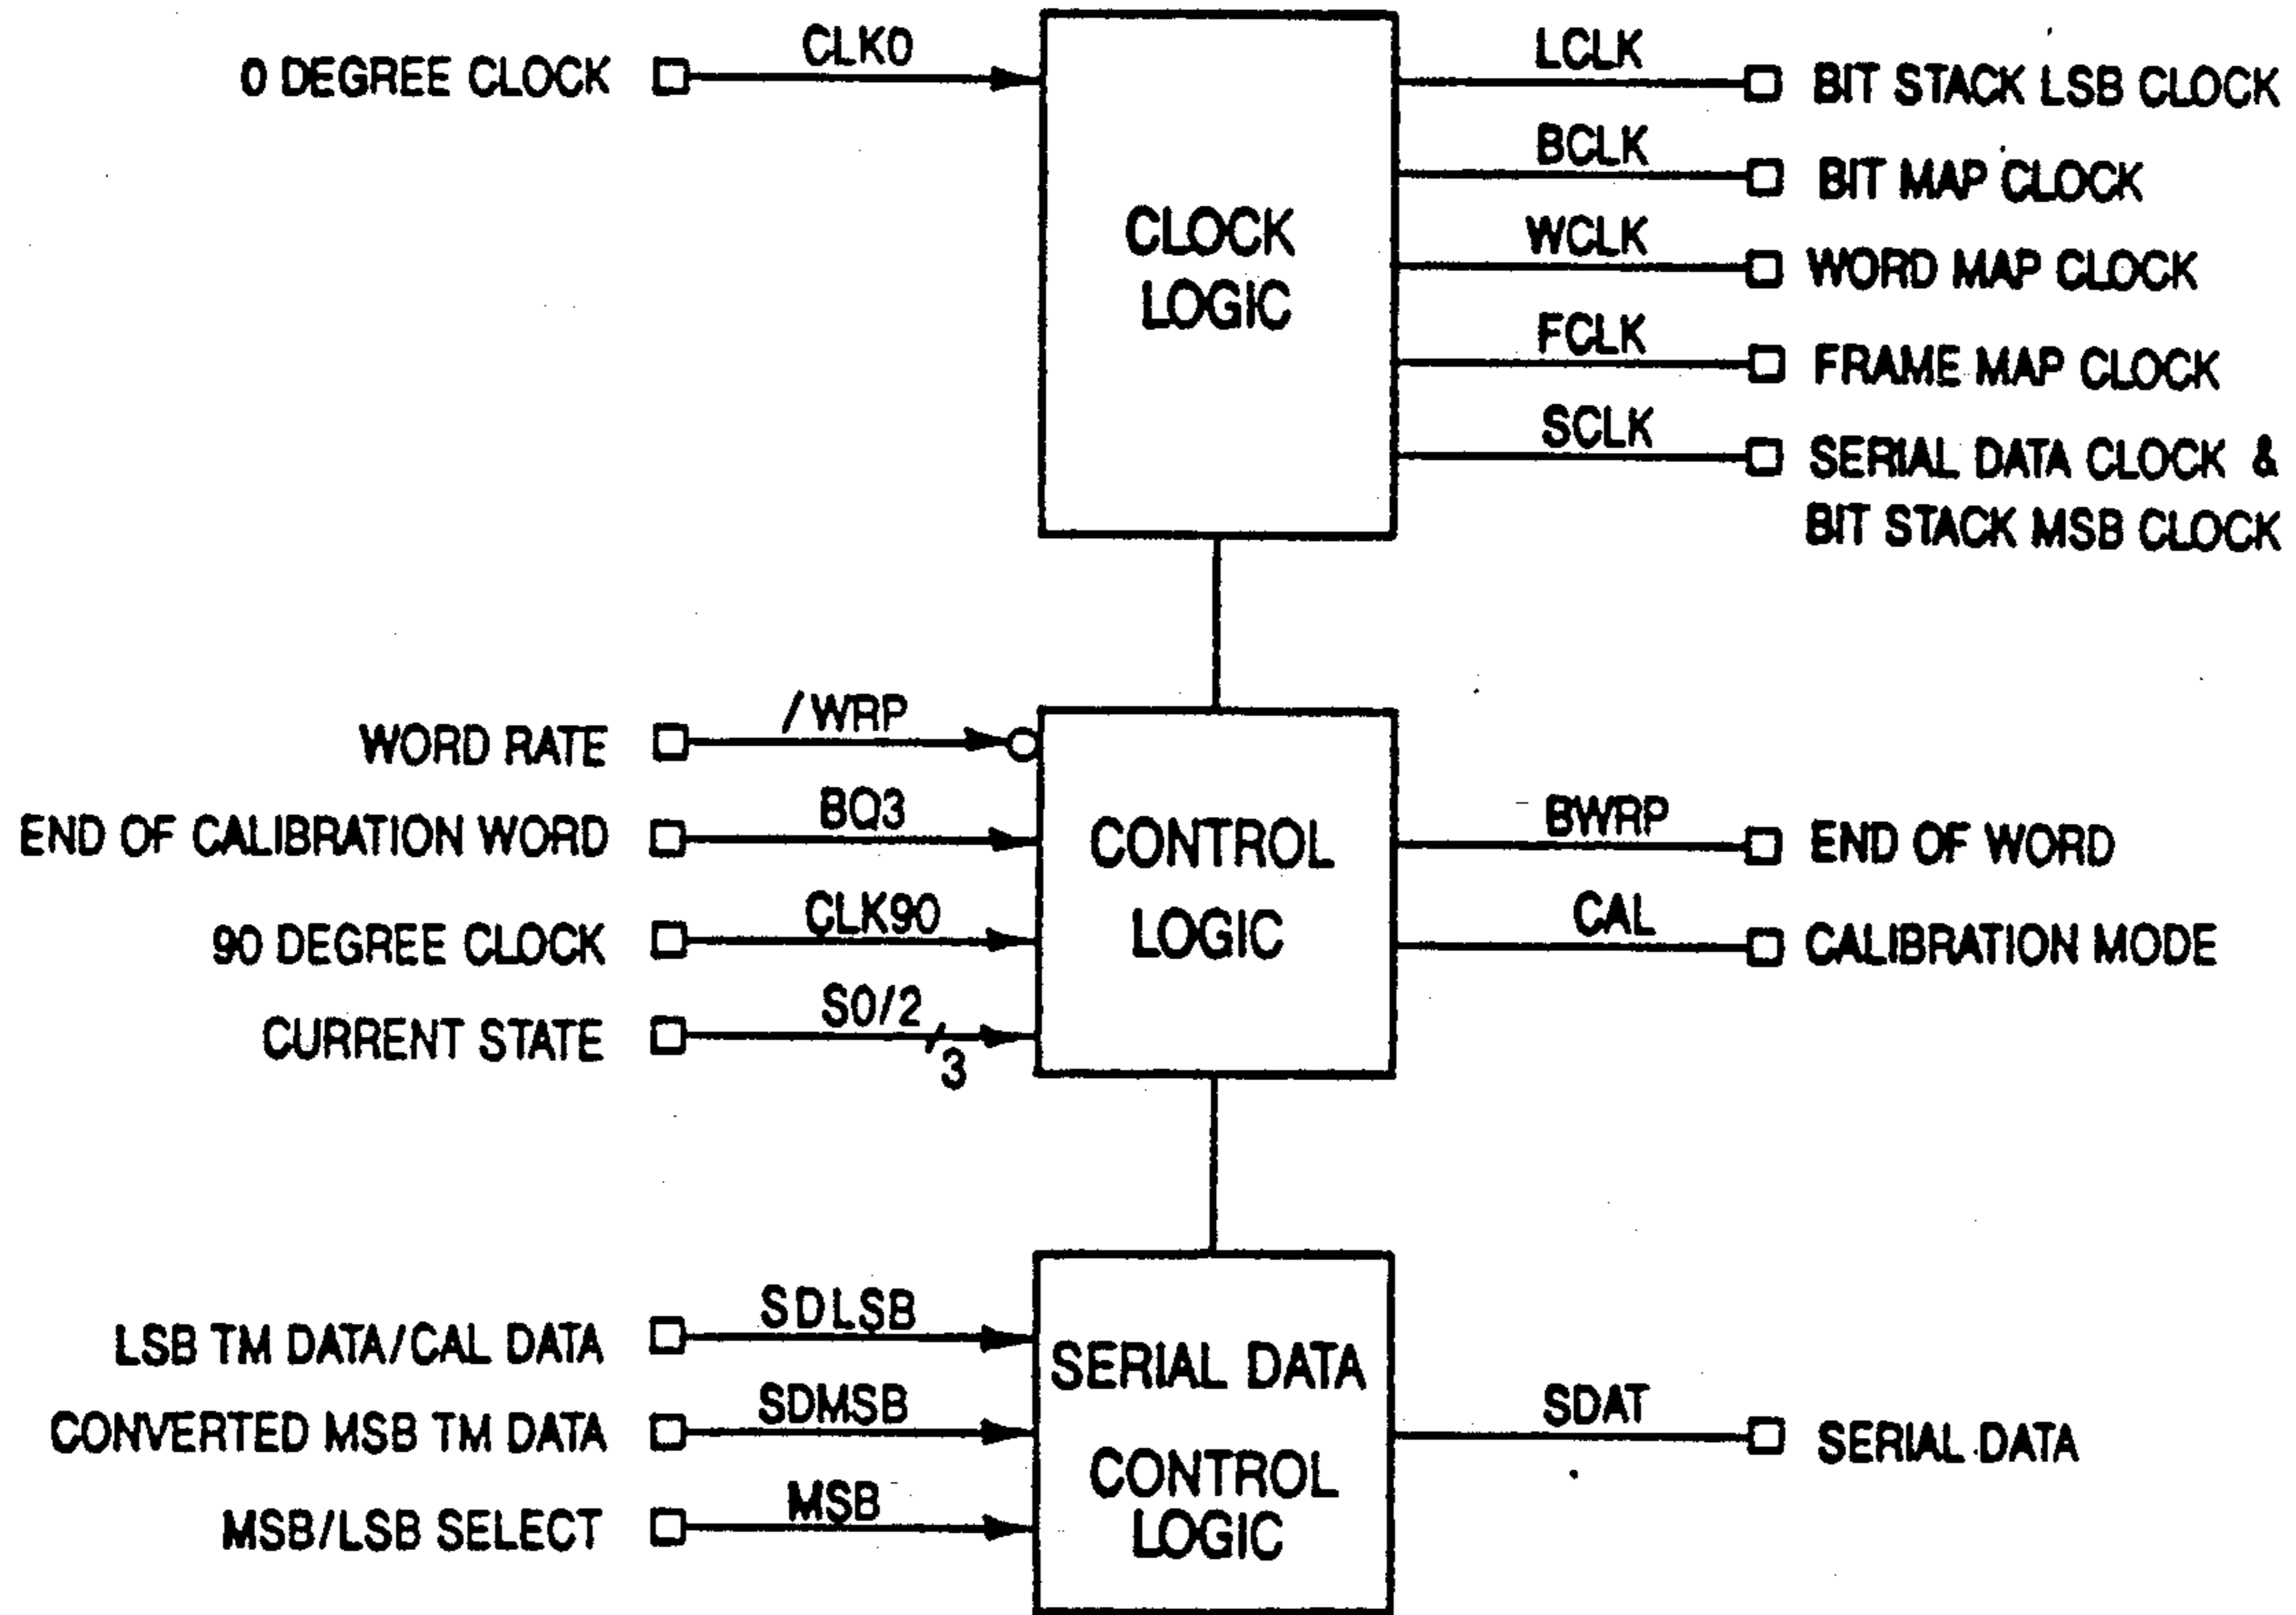 0 DEGREE CLOCK
CLK0
CLOCK
LOGIC
LCLK
BIT STACK LSB CLOCK
BCLK
BIT MAP CLOCK
WCLK
WORD MAP CLOCK
FCLK
FRAME MAP CLOCK
SCLK
SERIAL DATA CLOCK &
BIT STACK MSB CLOCK
WORD RATE
/WRP
END OF CALIBRATION WORD
BQ3
90 DEGREE CLOCK
CLK90
CURRENT STATE
S0/2
3
CONTROL
LOGIC
BWRP
END OF WORD
CAL
CALIBRATION MODE
LSB TM DATA/CAL DATA
SDLSB
CONVERTED MSB TM DATA
SDMSB
MSB/LSB SELECT
MSB
SERIAL DATA
CONTROL
LOGIC
SDAT
SERIAL DATA